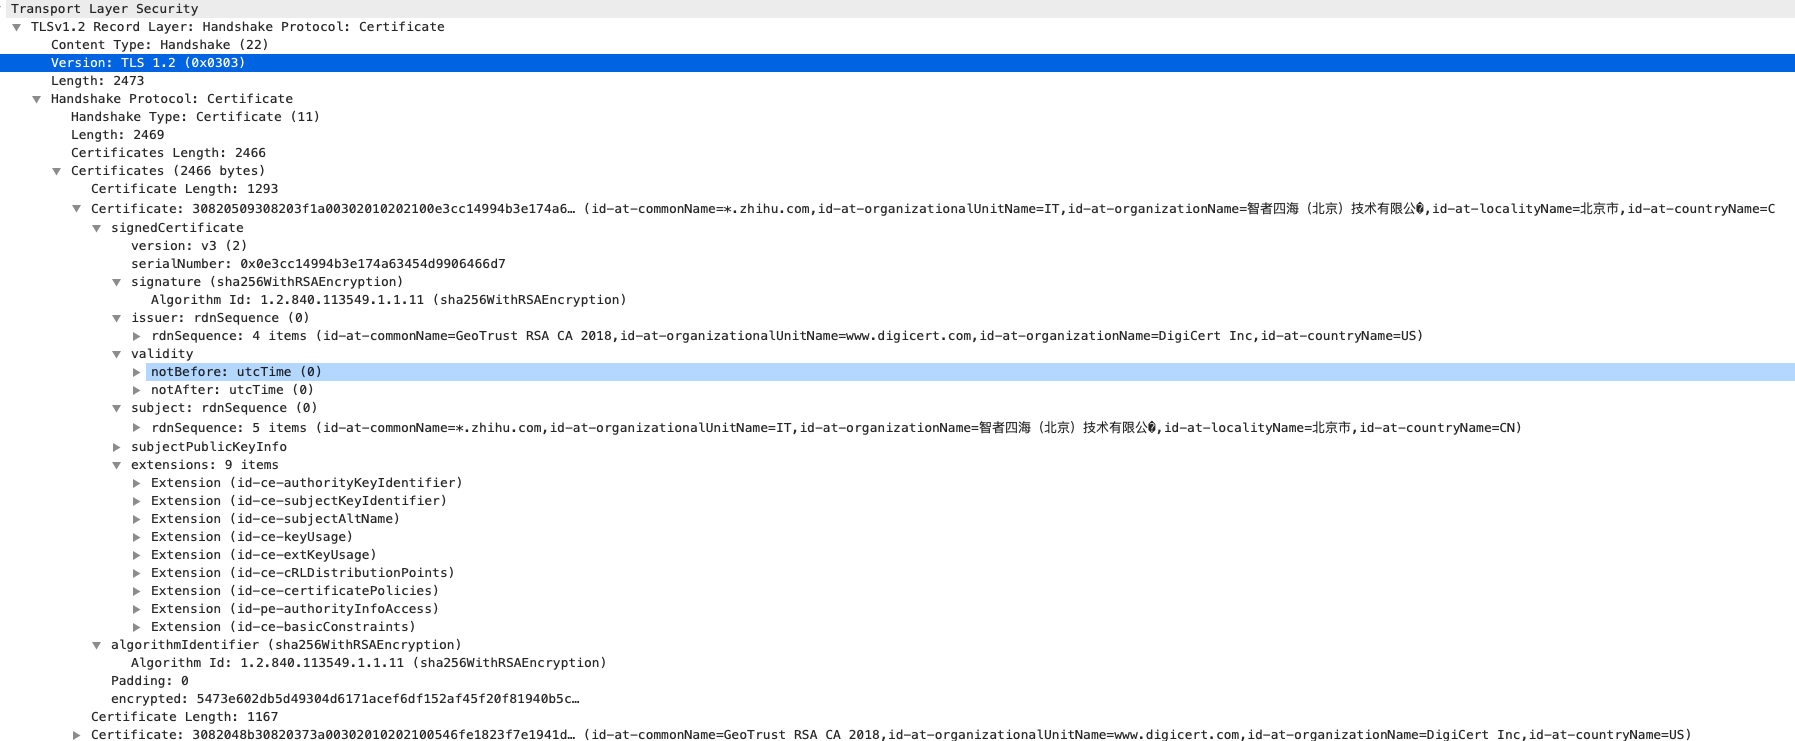 Transport Layer Security
TLSv1.2 Record Layer: Handshake Protocol: Certificate
Content Type: Handshake (22)
Version: TLS 1.2 (0x0303)
Length: 2473
Handshake Protocol: Certificate
Handshake Type: Certificate (11)
Length: 2469
Certificates Length: 2466
Certificates (2466 bytes)
Certificate Length: 1293
Certificate: 30820509308203f1a00302010202100e3cc14994b3e174a6… (id-at-commonName=*.zhihu.com,id-at-organizationalUnitName=IT,id-at-organizationName=智者四海（北京）技术有限公�,id-at-localityName=北京市,id-at-countryName=C
signedCertificate
version: v3 (2)
serialNumber: 0x0e3cc14994b3e174a63454d9906466d7
signature (sha256WithRSAEncryption)
Algorithm Id: 1.2.840.113549.1.1.11 (sha256WithRSAEncryption)
issuer: rdnSequence (0)
rdnSequence: 4 items (id-at-commonName=GeoTrust RSA CA 2018,id-at-organizationalUnitName=www.digicert.com,id-at-organizationName=DigiCert Inc,id-at-countryName=US)
validity
notBefore: utcTime (0)
notAfter: utcTime (0)
subject: rdnSequence (0)
rdnSequence: 5 items (id-at-commonName=*.zhihu.com,id-at-organizationalUnitName=IT,id-at-organizationName=智者四海（北京）技术有限公�,id-at-localityName=北京市,id-at-countryName=CN)
subjectPublicKeyInfo
extensions: 9 items
Extension (id-ce-authorityKeyIdentifier)
Extension (id-ce-subjectKeyIdentifier)
Extension (id-ce-subjectAltName)
Extension (id-ce-keyUsage)
Extension (id-ce-extKeyUsage)
Extension (id-ce-cRLDistributionPoints)
Extension (id-ce-certificatePolicies)
Extension (id-pe-authorityInfoAccess)
Extension (id-ce-basicConstraints)
algorithmIdentifier (sha256WithRSAEncryption)
Algorithm Id: 1.2.840.113549.1.1.11 (sha256WithRSAEncryption)
Padding: 0
encrypted: 5473e602db5d49304d6171acef6df152af45f20f81940b5c…
Certificate Length: 1167
Certificate: 3082048b30820373a00302010202100546fe1823f7e1941d… (id-at-commonName=GeoTrust RSA CA 2018,id-at-organizationalUnitName=www.digicert.com,id-at-organizationName=DigiCert Inc,id-at-countryName=US)